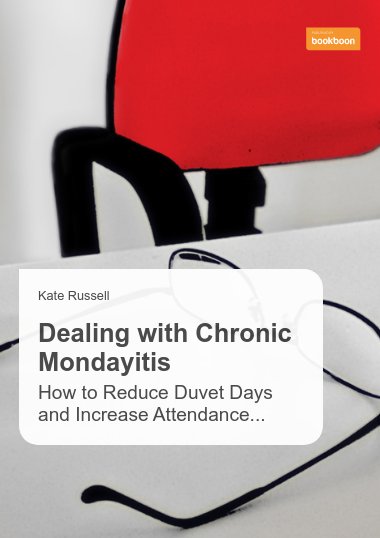 bookboon
Kate Russell
Dealing with Chronic
Mondayitis
How to Reduce Duvet Days
and Increase Attendance...